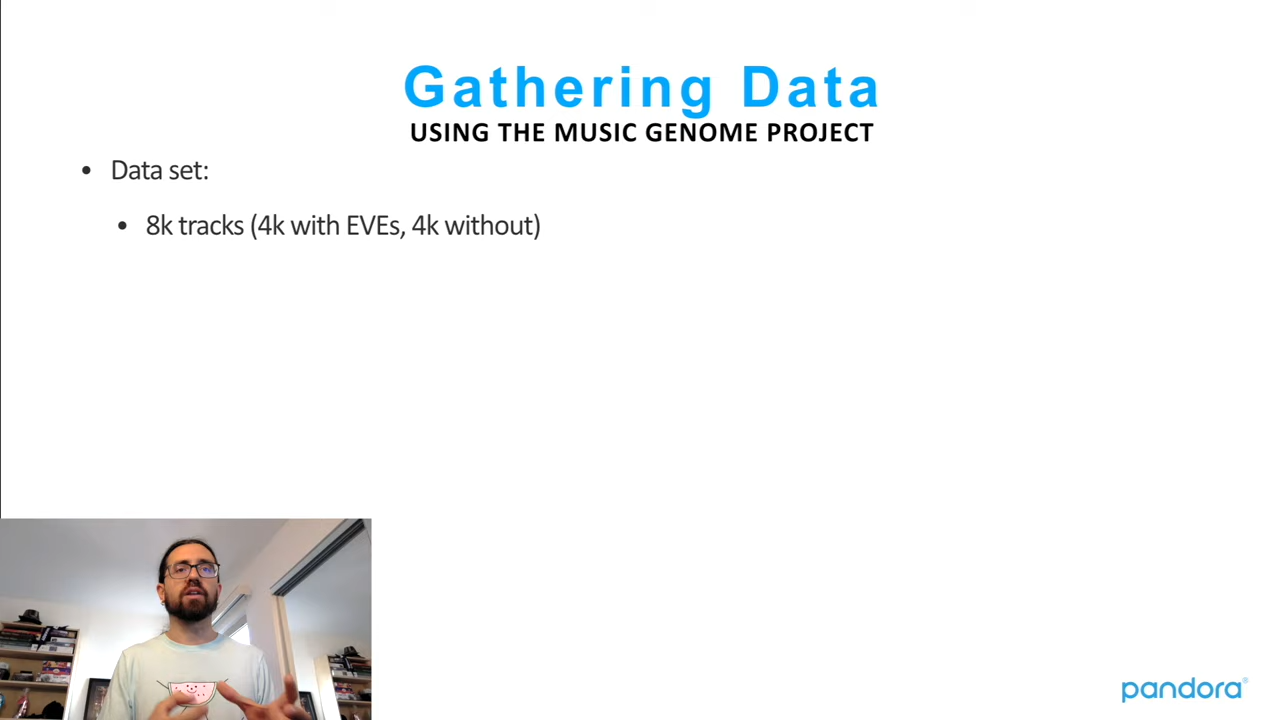 Gathering Data
USING THE MUSIC GENOME PROJECT
• Data set:
• 8k tracks (4k with EVEs, 4k without)
pandora®